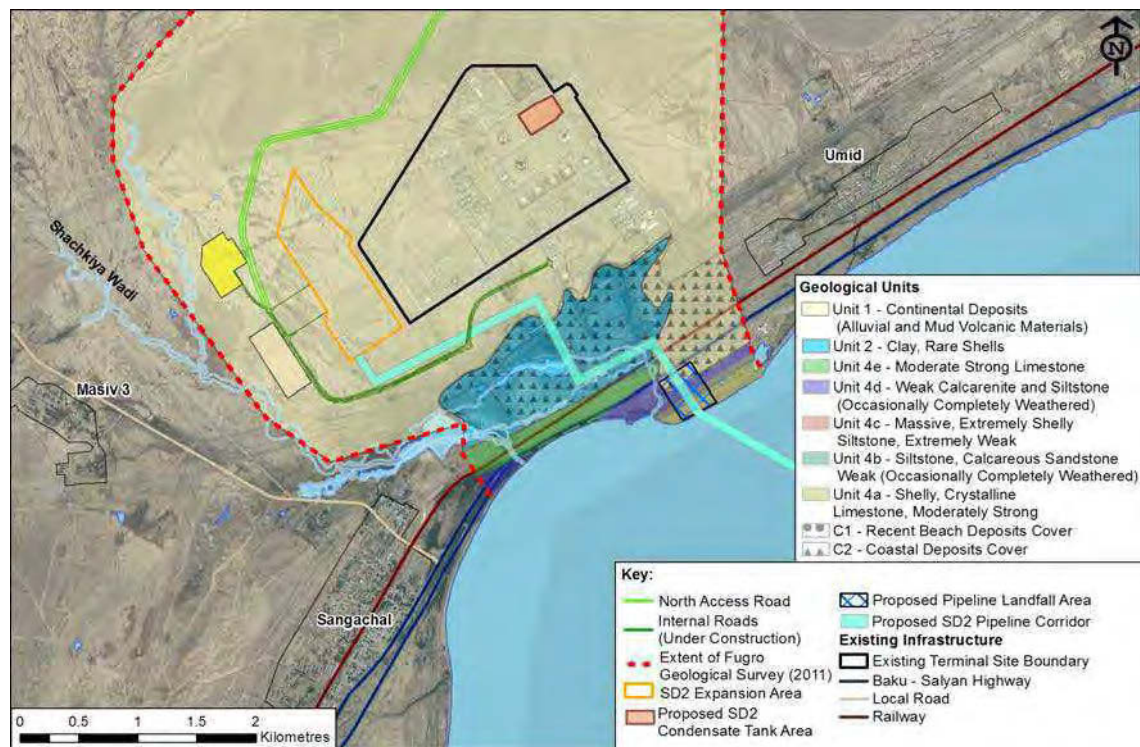 N
Umid
Shachkiya Wadi
Masiv 3
Sangachal
Geological Units
Unit 1 - Continental Deposits
(Alluvial and Mud Volcanic Materials)
Unit 2 - Clay, Rare Shells
Unit 4e - Moderate Strong Limestone
Unit 4d - Weak Calcarenite and Siltstone
(Occasionally Completely Weathered)
Unit 4c - Massive, Extremely Shelly
Siltstone, Extremely Weak
Unit 4b - Siltstone, Calcareous Sandstone
Weak (Occasionally Completely Weathered)
Unit 4a - Shelly, Crystalline
Limestone, Moderately Strong
C1 - Recent Beach Deposits Cover
C2 - Coastal Deposits Cover
Key:
North Access Road
Internal Roads
(Under Construction)
Extent of Fugro
Geological Survey (2011)
SD2 Expansion Area
Proposed SD2
Condensate Tank Area
Proposed Pipeline Landfall Area
Proposed SD2 Pipeline Corridor
Existing Infrastructure
Existing Terminal Site Boundary
Baku - Salyan Highway
Local Road
Railway
0 0.5 1 1.5 2
Kilometres